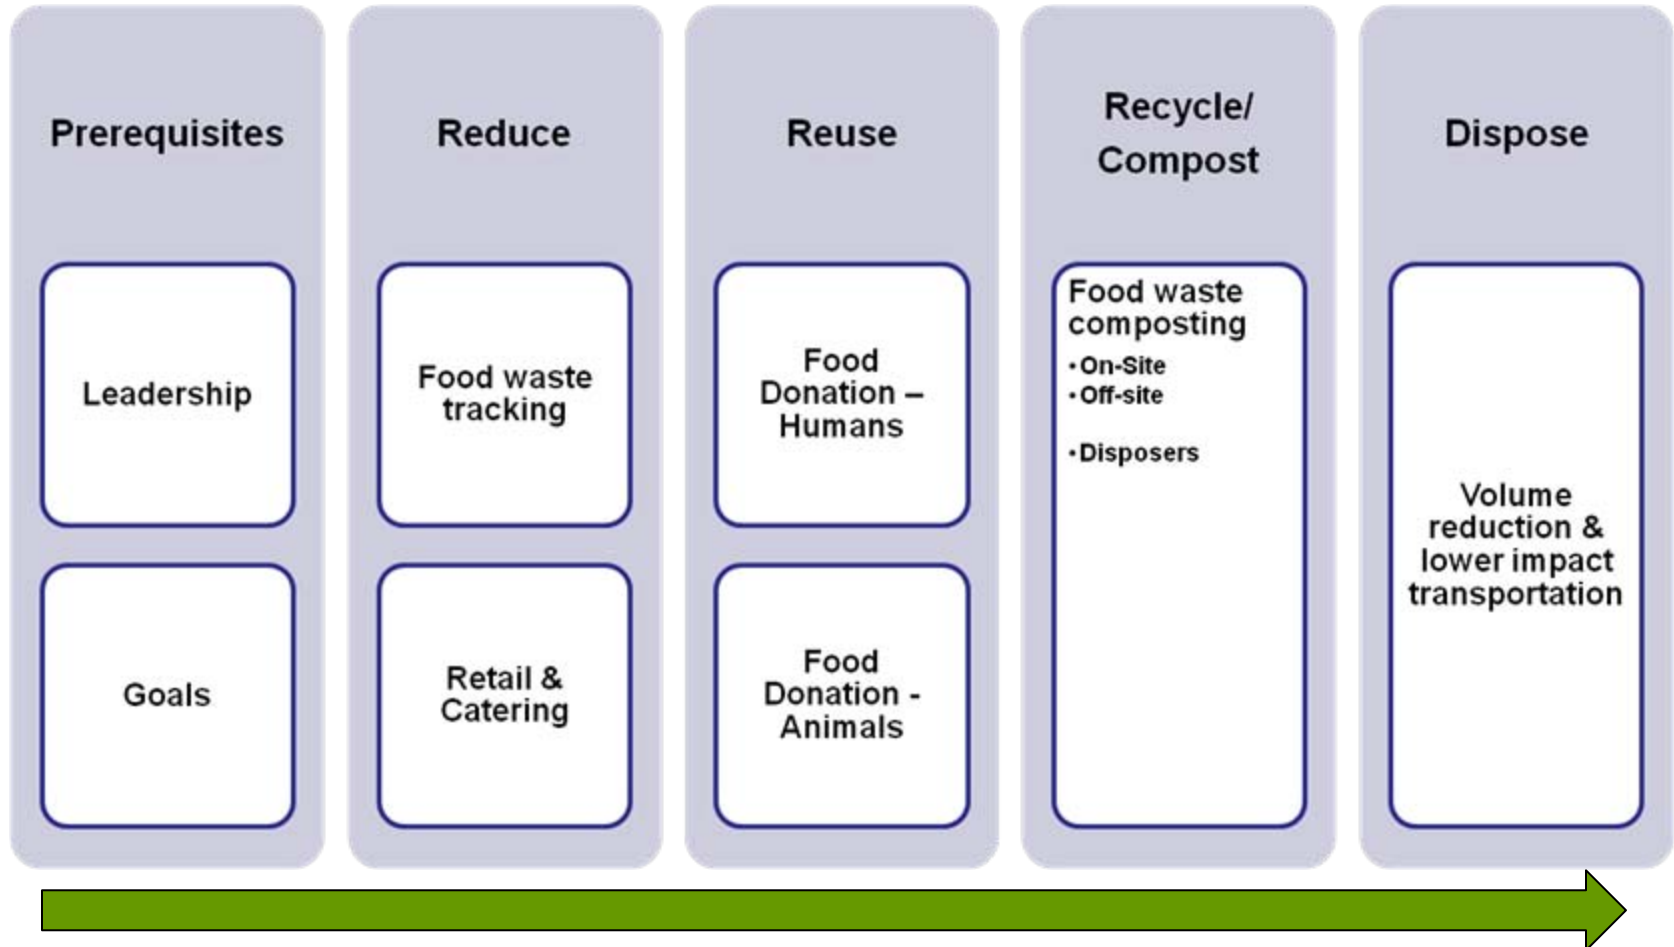 Prerequisites
Leadership
Goals
Reduce
Food waste
tracking
Retail &
Catering
Reuse
Food
Donation –
Humans
Food
Donation -
Animals
Recycle/
Compost
Food waste
composting
•On-Site
•Off-site
•Disposers
Dispose
Volume
reduction &
lower impact
transportation